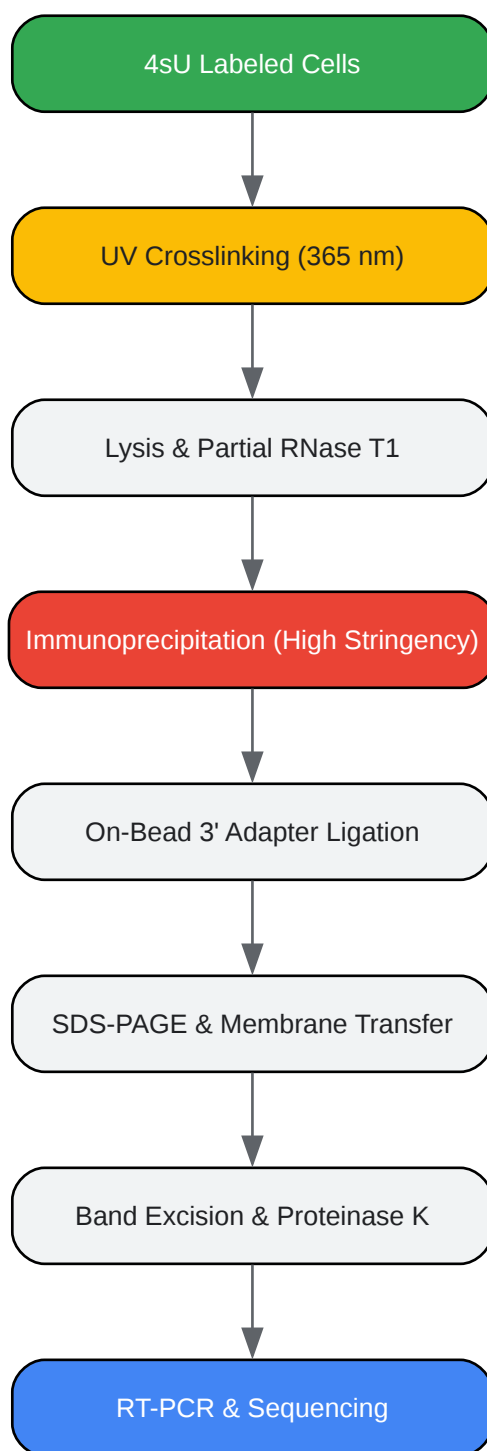 4sU Labeled Cells
UV Crosslinking (365 nm)
Lysis & Partial RNase T1
Immunoprecipitation (High Stringency)
On-Bead 3' Adapter Ligation
SDS-PAGE & Membrane Transfer
Band Excision & Proteinase K
RT-PCR & Sequencing